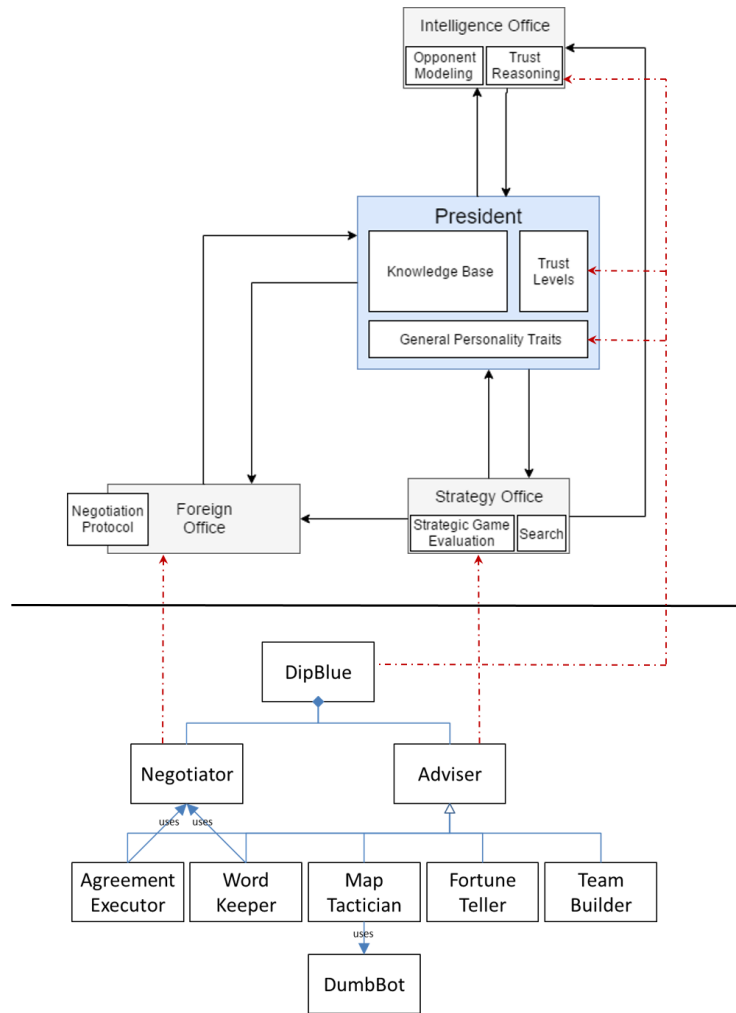 Intelligence Office
Opponent
Modeling
Trust
Reasoning
President
Knowledge Base
Trust
Levels
General Personality Traits
Negotiation
Protocol
Foreign
Office
Strategy Office
Strategic Game
Evaluation
Search
DipBlue
Negotiator
Adviser
uses
uses
Agreement
Executor
Word
Keeper
Map
Tactician
Fortune
Teller
Team
Builder
uses
DumbBot